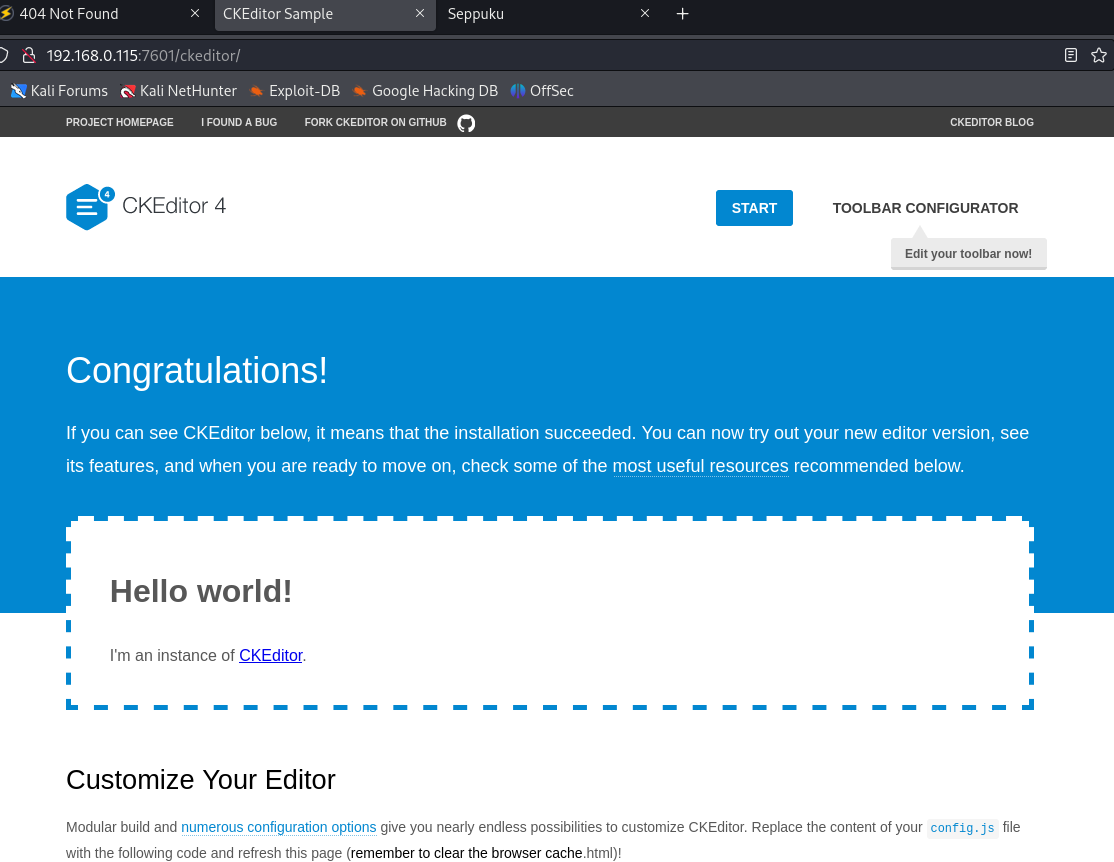 404 Not Found × CKEditor Sample × Seppuku × +
192.168.0.115:7601/ckeditor/
Kali Forums Kali NetHunter Exploit-DB Google Hacking DB OffSec
PROJECT HOMEPAGE I FOUND A BUG FORK CKEDITOR ON GITHUB CKEDITOR BLOG
4 CKEditor 4 START TOOLBAR CONFIGURATOR
Edit your toolbar now!
Congratulations!
If you can see CKEditor below, it means that the installation succeeded. You can now try out your new editor version, see
its features, and when you are ready to move on, check some of the most useful resources recommended below.
Hello world!
I'm an instance of CKEditor.
Customize Your Editor
Modular build and numerous configuration options give you nearly endless possibilities to customize CKEditor. Replace the content of your config.js file
with the following code and refresh this page (remember to clear the browser cache.html)!